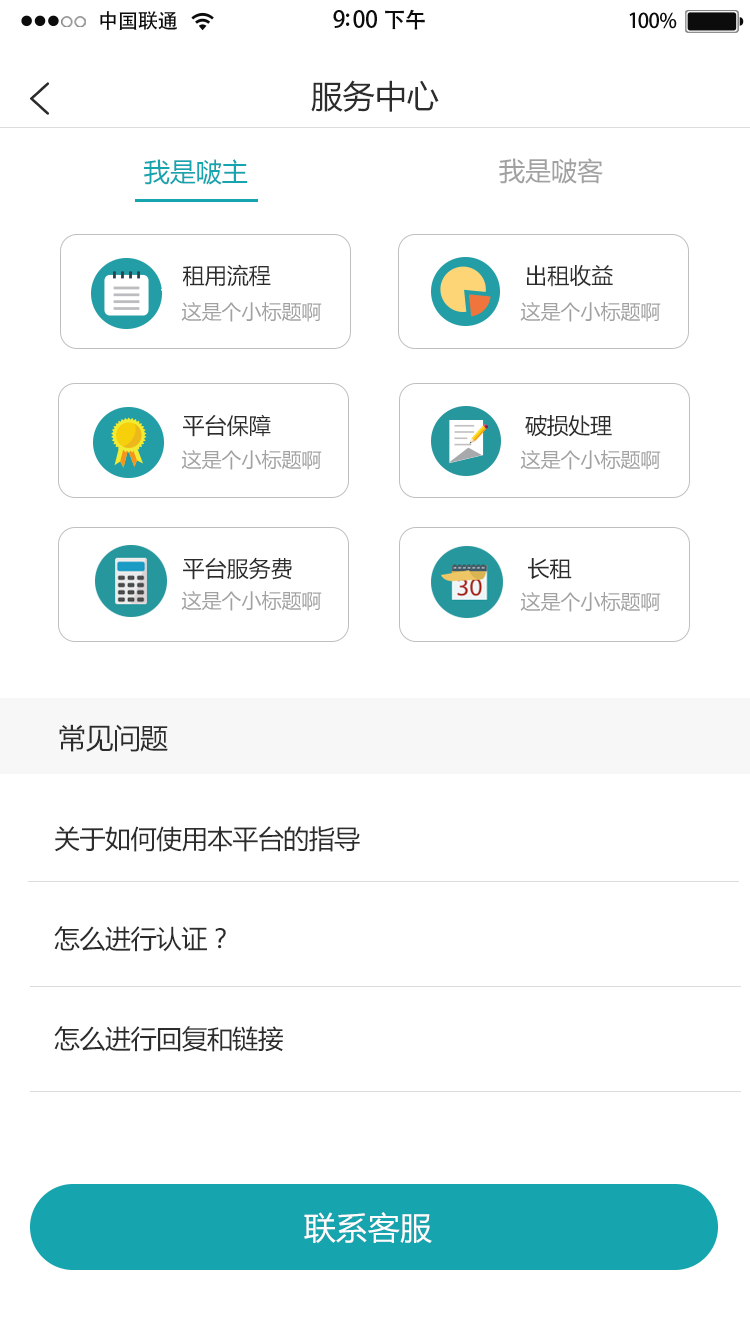 中国联通 9:00 下午 100%
服务中心
我是啵主 我是啵客
租用流程 出租收益
这是个小标题啊 这是个小标题啊
平台保障 破损处理
这是个小标题啊 这是个小标题啊
平台服务费 长租
30
这是个小标题啊 这是个小标题啊
常见问题
关于如何使用本平台的指导
怎么进行认证？
怎么进行回复和链接
联系客服